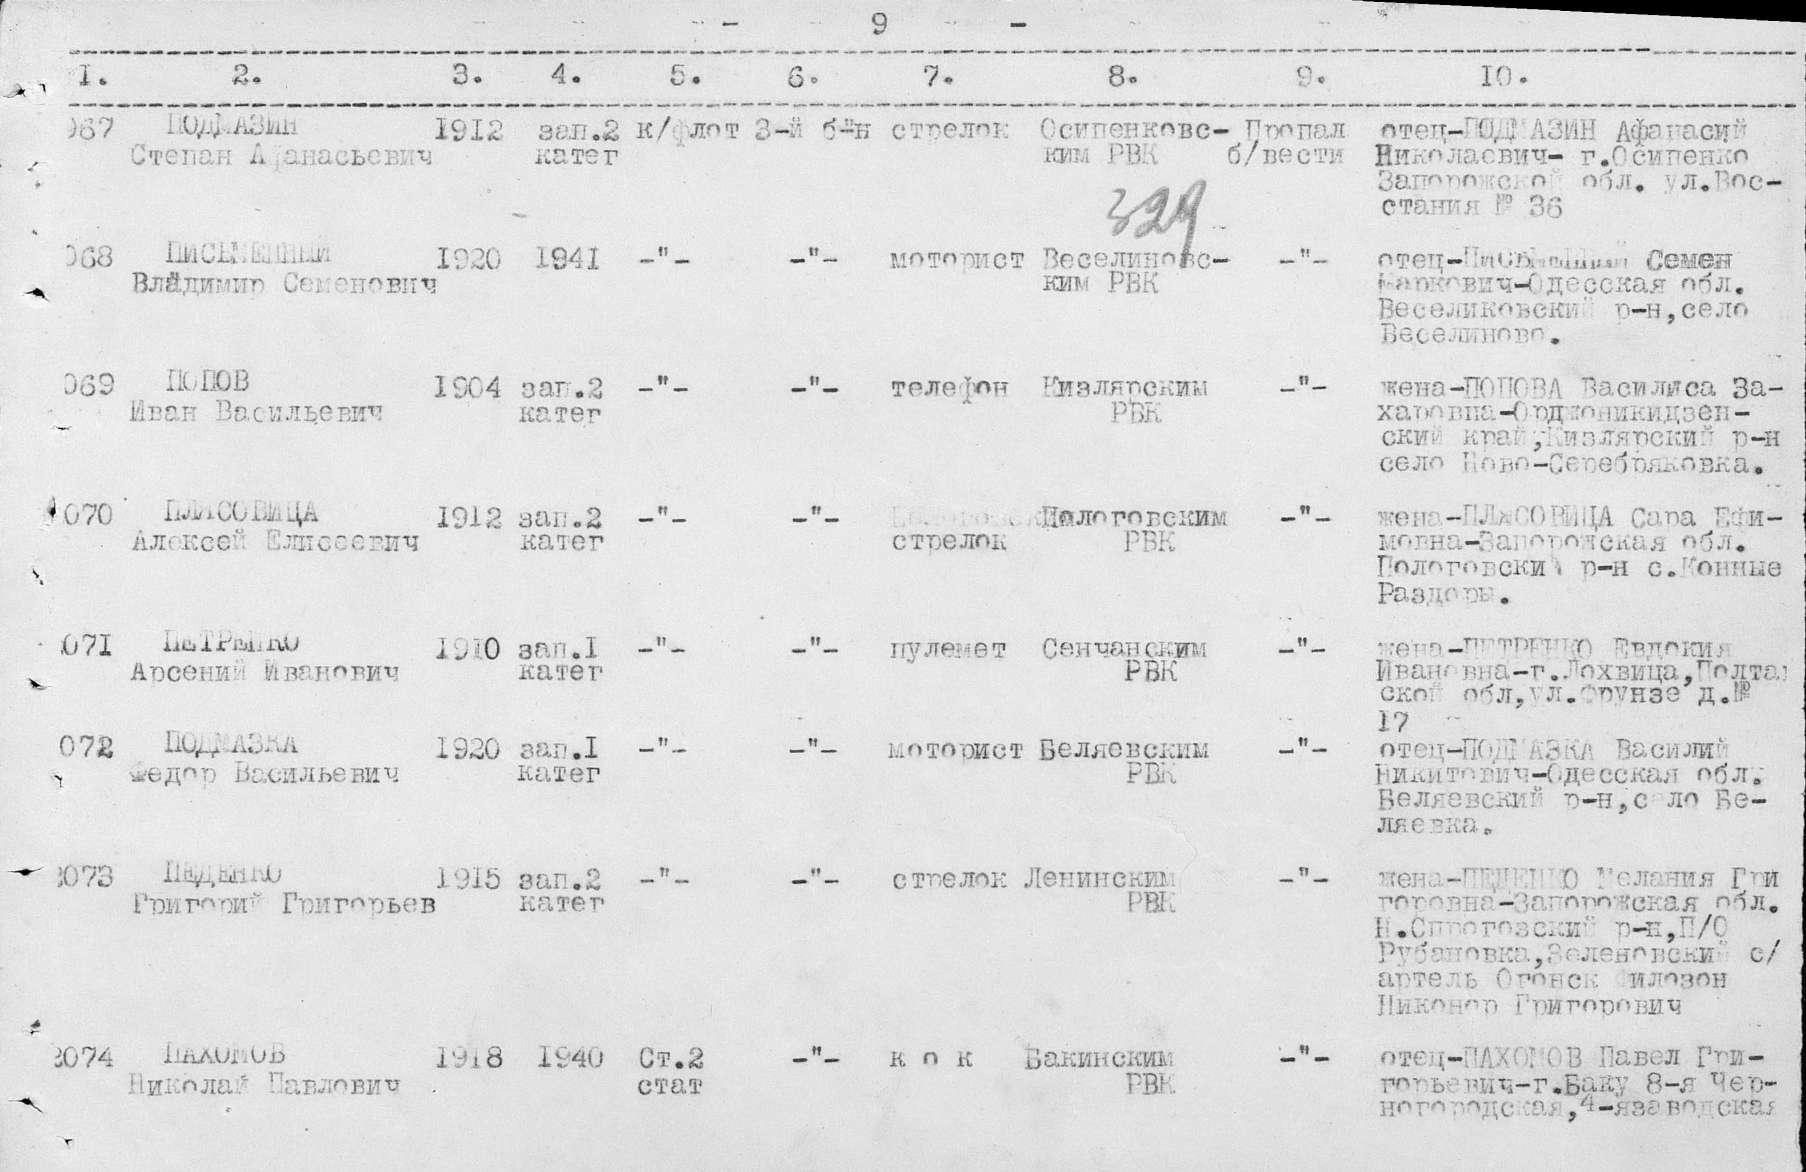 - 9 -
1. 2. 3. 4. 5. 6. 7. 8. 9. 10.
067 ПОДМАЗИН 1912 зап.2 к/флот 3-й б-н стрелок Осипенковс- Пропал отец-ПОДМАЗИН Афанасий
Степан Афанасьевич катег ким РВК б/вести Николаевич- г.Осипенко
Запорожской обл. ул.Вос-
стания № 36
329
068 ПИСЬМЕННЫЙ 1920 1941 -"- -"- моторист Веселиновс- -"- отец-ПИСЬМЕННЫЙ Семен
Владимир Семенович ким РВК Маркович-Одесская обл.
Веселиковский р-н,село
Веселиново.
069 ПОПОВ 1904 зап.2 -"- -"- телефон Кизлярским -"- жена-ПОПОВА Василиса За-
Иван Васильевич катег РВК харовна-Орджоникидзен-
ский край,Кизлярский р-н
село Ново-Серебряковка.
070 ПЛЯСОВИЦА 1912 зап.2 -"- -"- Пологовским -"- жена-ПЛЯСОВИЦА Сара Ефи-
Алексей Елисеевич катег стрелок РВК мовна-Запорожская обл.
Пологовский р-н с.Конные
Раздоры.
071 ПЕТРЕНКО 1910 зап.1 -"- -"- пулемет Сенчанским -"- жена-ПЕТРЕНКО Евдокия
Арсений Иванович катег РВК Ивановна-г.Лохвица,Полтав
ской обл,ул.Фрунзе д.№
17
072 ПОДМАЗКА 1920 зап.1 -"- -"- моторист Беляевским -"- отец-ПОДМАЗКА Василий
Федор Васильевич катег РВК Никитович-Одесская обл.
Беляевский р-н,село Бе-
ляевка.
073 ПЕДЕНКО 1915 зап.2 -"- -"- стрелок Ленинским -"- жена-ПЕДЕНКО Мелания Гри
Григорий Григорьев катег РВК горовна-Запорожская обл.
Н.Сирогозский р-н,П/О
Рубановка,Зеленовский с/
артель Огонск Филозон
Никонор Григорович
2074 ПАХОМОВ 1918 1940 Ст.2 -"- к о к Бакинским -"- отец-ПАХОМОВ Павел Гри-
Николай Павлович стат РВК горьевич-г.Баку 8-я Чер-
ногородская,4-язаводская